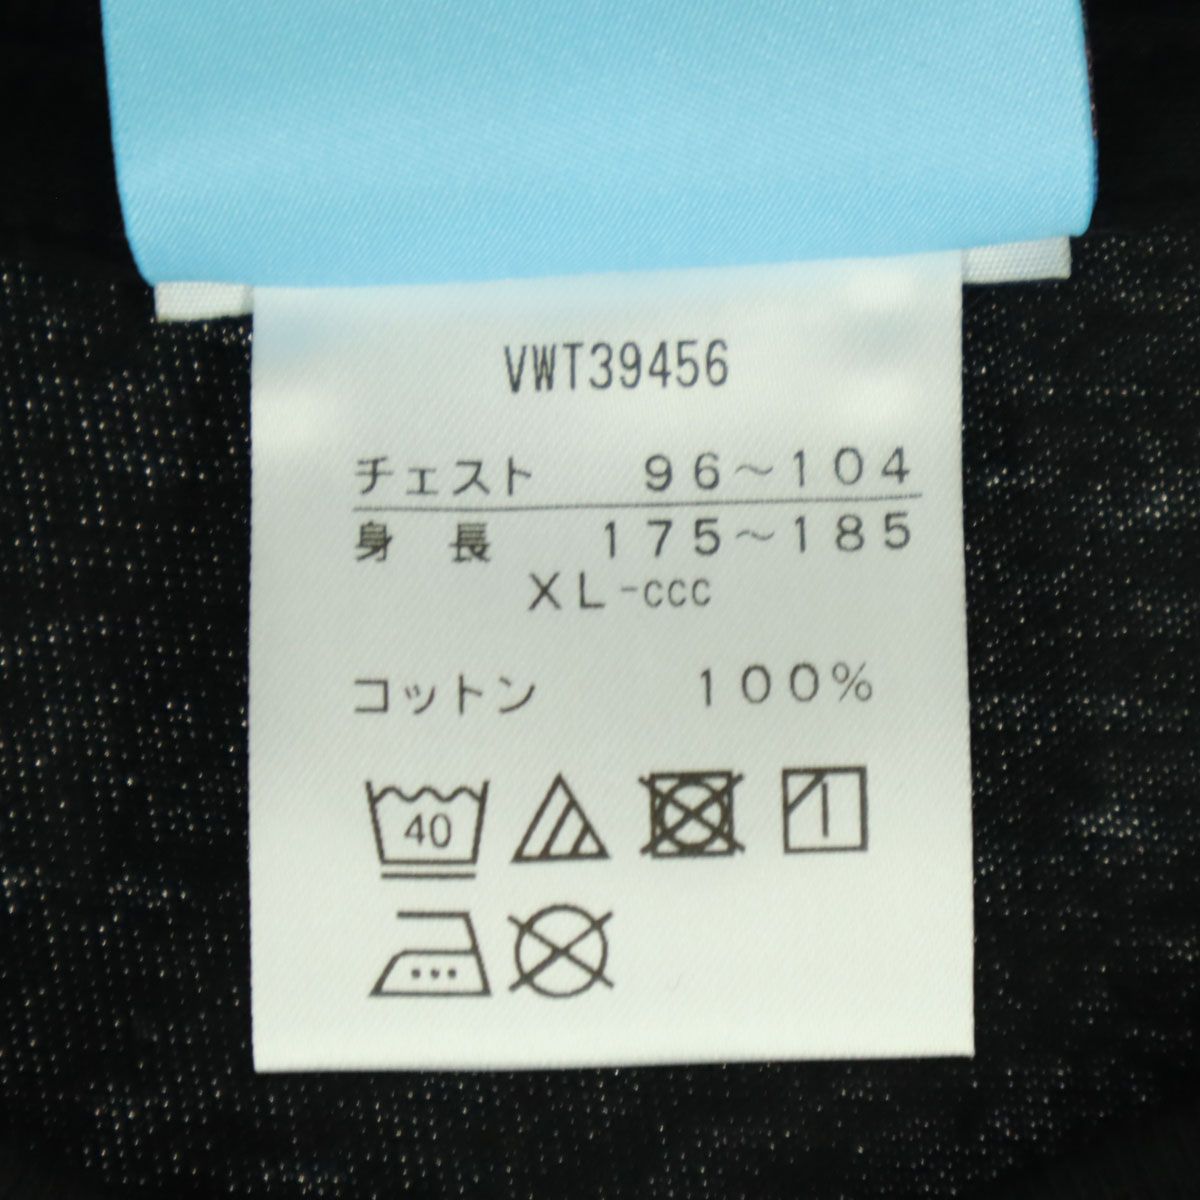 VWT39456
チェスト 96～104
身長 175～185
XL-ccc
コットン 100%
40